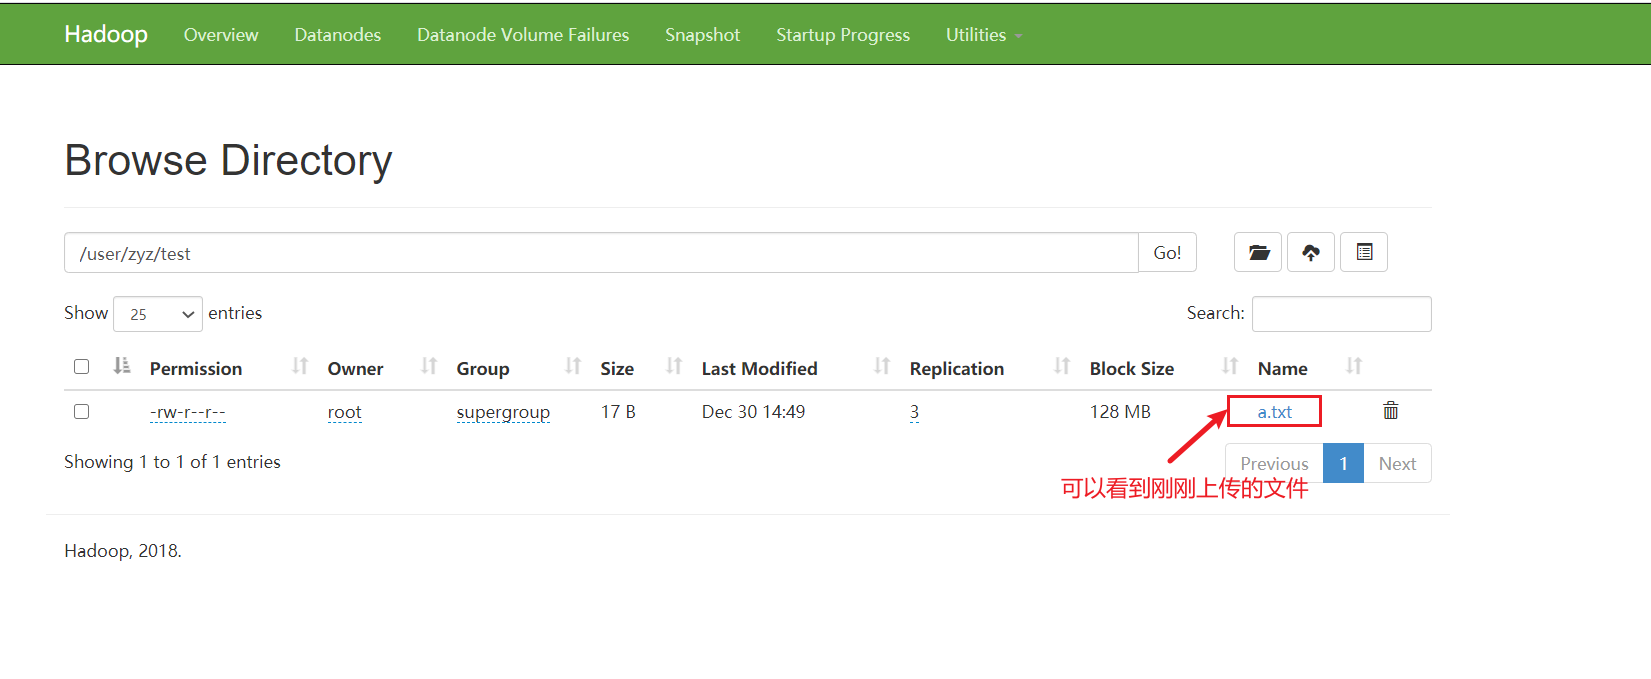 Hadoop Overview Datanodes Datanode Volume Failures Snapshot Startup Progress Utilities
Browse Directory
/user/zyz/test Go!
Show 25 entries Search:
Permission Owner Group Size Last Modified Replication Block Size Name
-rw-r--r-- root supergroup 17 B Dec 30 14:49 3 128 MB a.txt
Showing 1 to 1 of 1 entries Previous 1 Next
可以看到刚刚上传的文件
Hadoop, 2018.